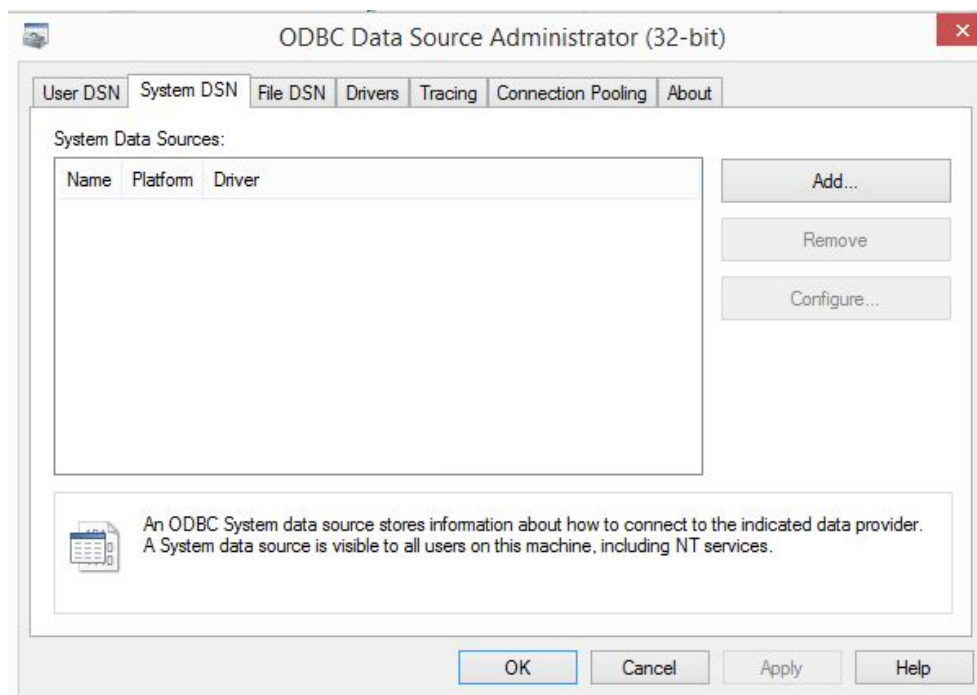 ODBC Data Source Administrator (32-bit)
User DSN System DSN File DSN Drivers Tracing Connection Pooling About
System Data Sources:
Name Platform Driver
Add...
Remove
Configure...
An ODBC System data source stores information about how to connect to the indicated data provider.
A System data source is visible to all users on this machine, including NT services.
OK Cancel Apply Help